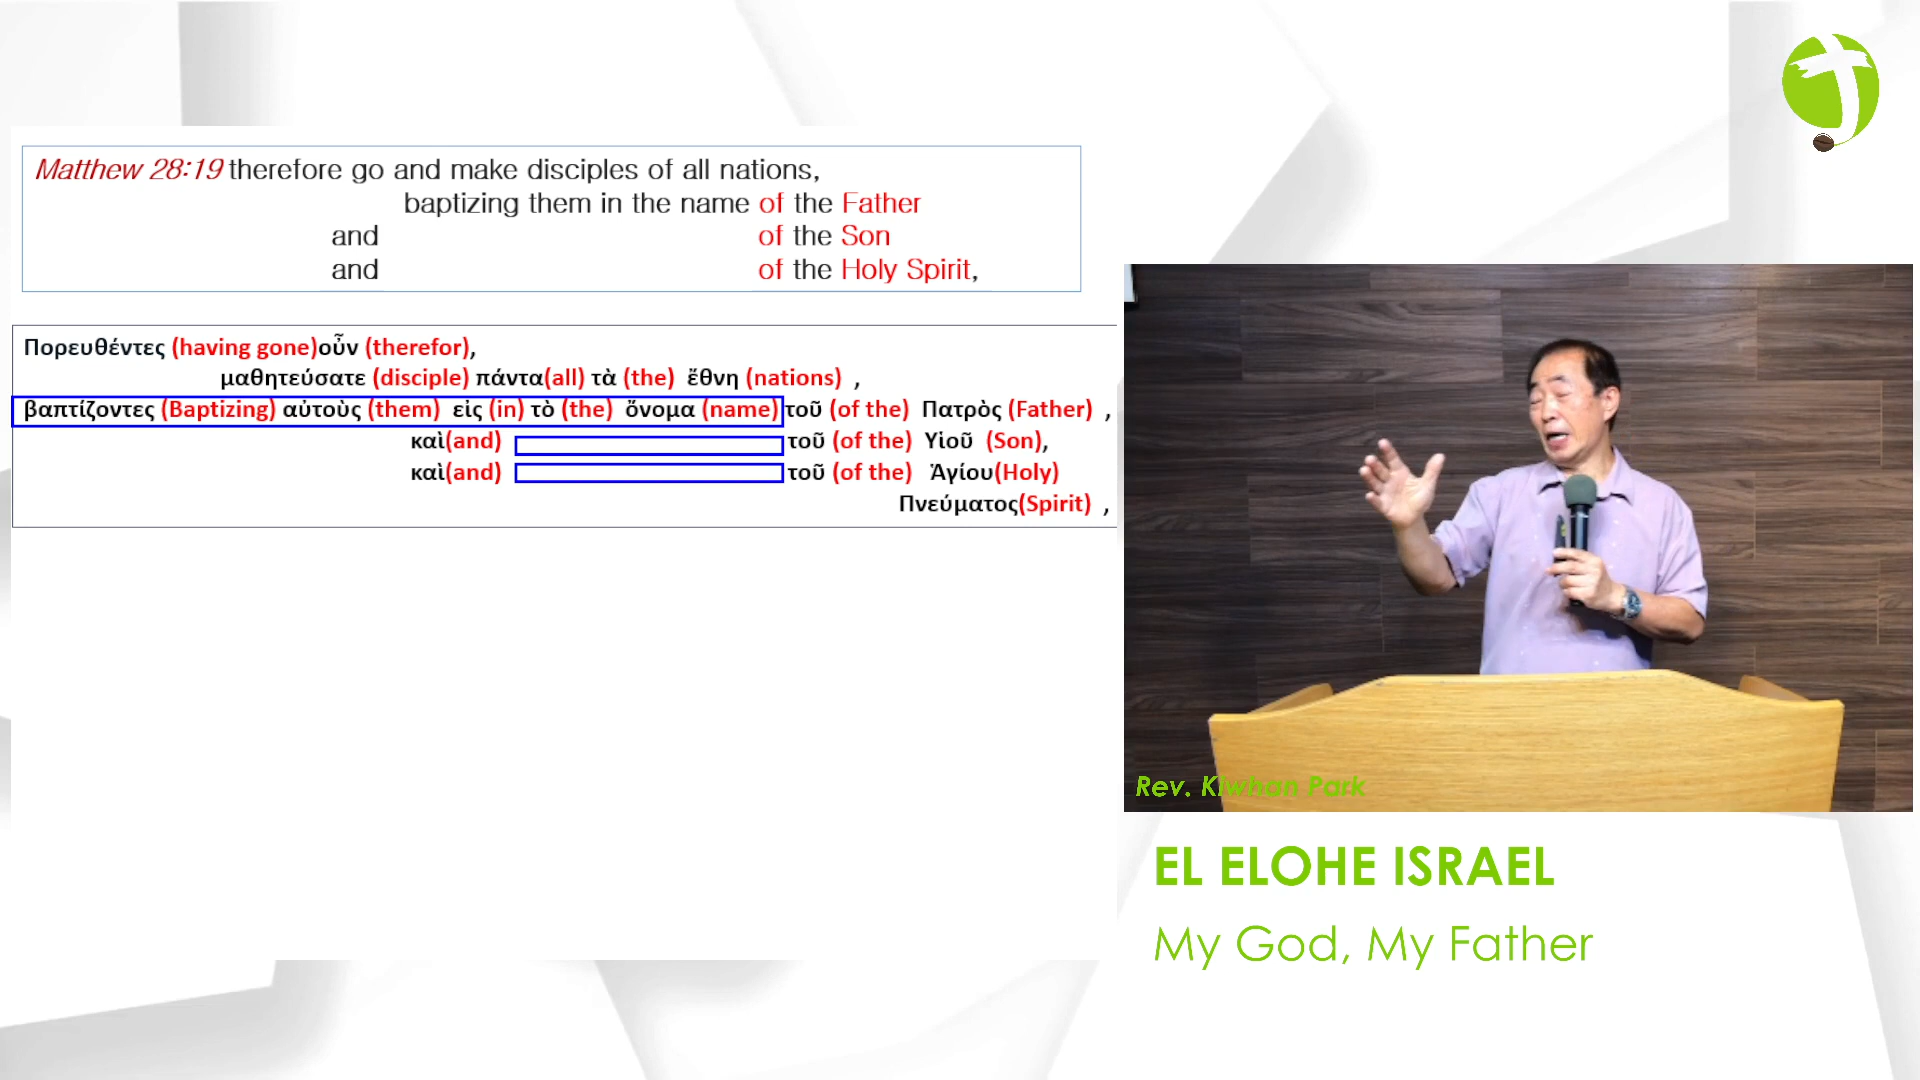 Matthew 28:19 therefore go and make disciples of all nations,
baptizing them in the name of the Father
and of the Son
and of the Holy Spirit,
Πορευθέντες (having gone)οὖν (therefor),
μαθητεύσατε (disciple) πάντα(all) τὰ (the) ἔθνη (nations) ,
βαπτίζοντες (Baptizing) αὐτοὺς (them) εἰς (in) τὸ (the) ὄνομα (name) τοῦ (of the) Πατρὸς (Father) ,
καὶ(and) τοῦ (of the) Υἱοῦ (Son),
καὶ(and) τοῦ (of the) Ἁγίου(Holy)
Πνεύματος(Spirit) ,
Rev. Kiwhan Park
EL ELOHE ISRAEL
My God, My Father